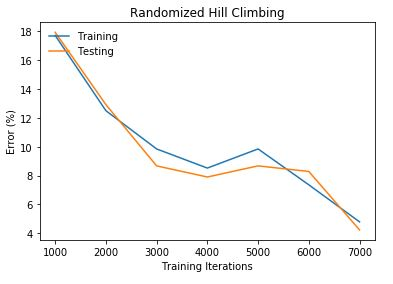 Randomized Hill Climbing
Training
Testing
Error (%)
18
16
14
12
10
8
6
4
1000 2000 3000 4000 5000 6000 7000
Training Iterations